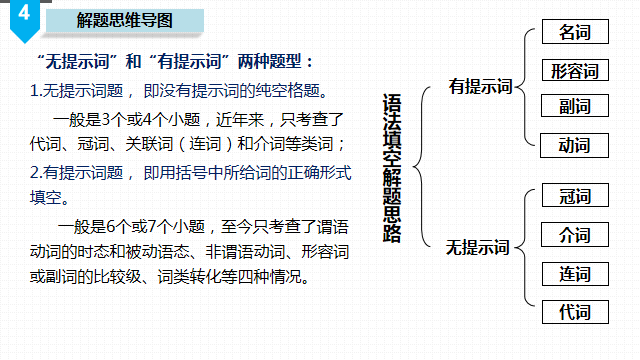 4
解题思维导图
“无提示词”和“有提示词”两种题型：
1.无提示词题， 即没有提示词的纯空格题。
一般是3个或4个小题，近年来，只考查了
代词、冠词、关联词（连词）和介词等类词；
2.有提示词题， 即用括号中所给词的正确形式
填空。
一般是6个或7个小题，至今只考查了谓语
动词的时态和被动语态、非谓语动词、形容词
或副词的比较级、词类转化等四种情况。
语法填空解题思路
有提示词
名词
形容词
副词
动词
无提示词
冠词
介词
连词
代词